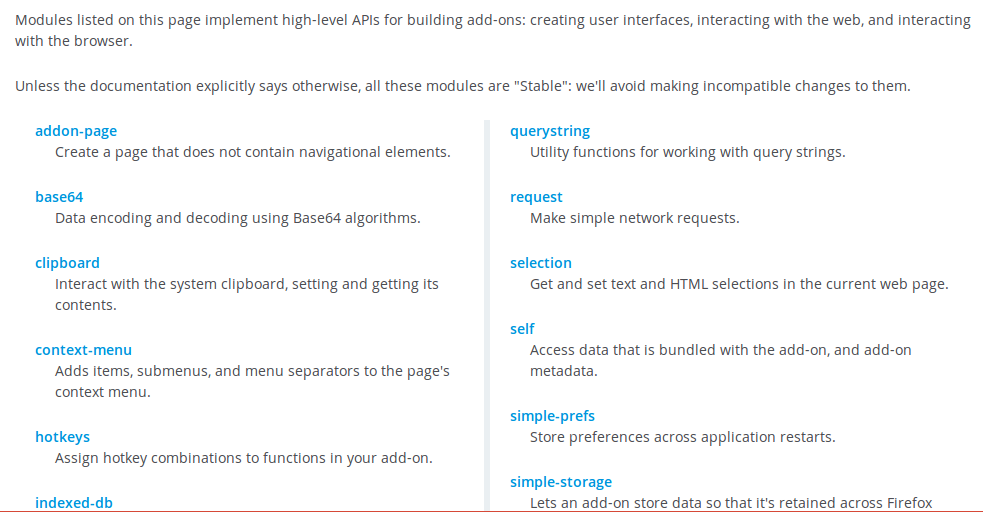 Modules listed on this page implement high-level APIs for building add-ons: creating user interfaces, interacting with the web, and interacting
with the browser.
Unless the documentation explicitly says otherwise, all these modules are "Stable": we'll avoid making incompatible changes to them.
addon-page
Create a page that does not contain navigational elements.
base64
Data encoding and decoding using Base64 algorithms.
clipboard
Interact with the system clipboard, setting and getting its
contents.
context-menu
Adds items, submenus, and menu separators to the page's
context menu.
hotkeys
Assign hotkey combinations to functions in your add-on.
indexed-db
querystring
Utility functions for working with query strings.
request
Make simple network requests.
selection
Get and set text and HTML selections in the current web page.
self
Access data that is bundled with the add-on, and add-on
metadata.
simple-prefs
Store preferences across application restarts.
simple-storage
Lets an add-on store data so that it's retained across Firefox